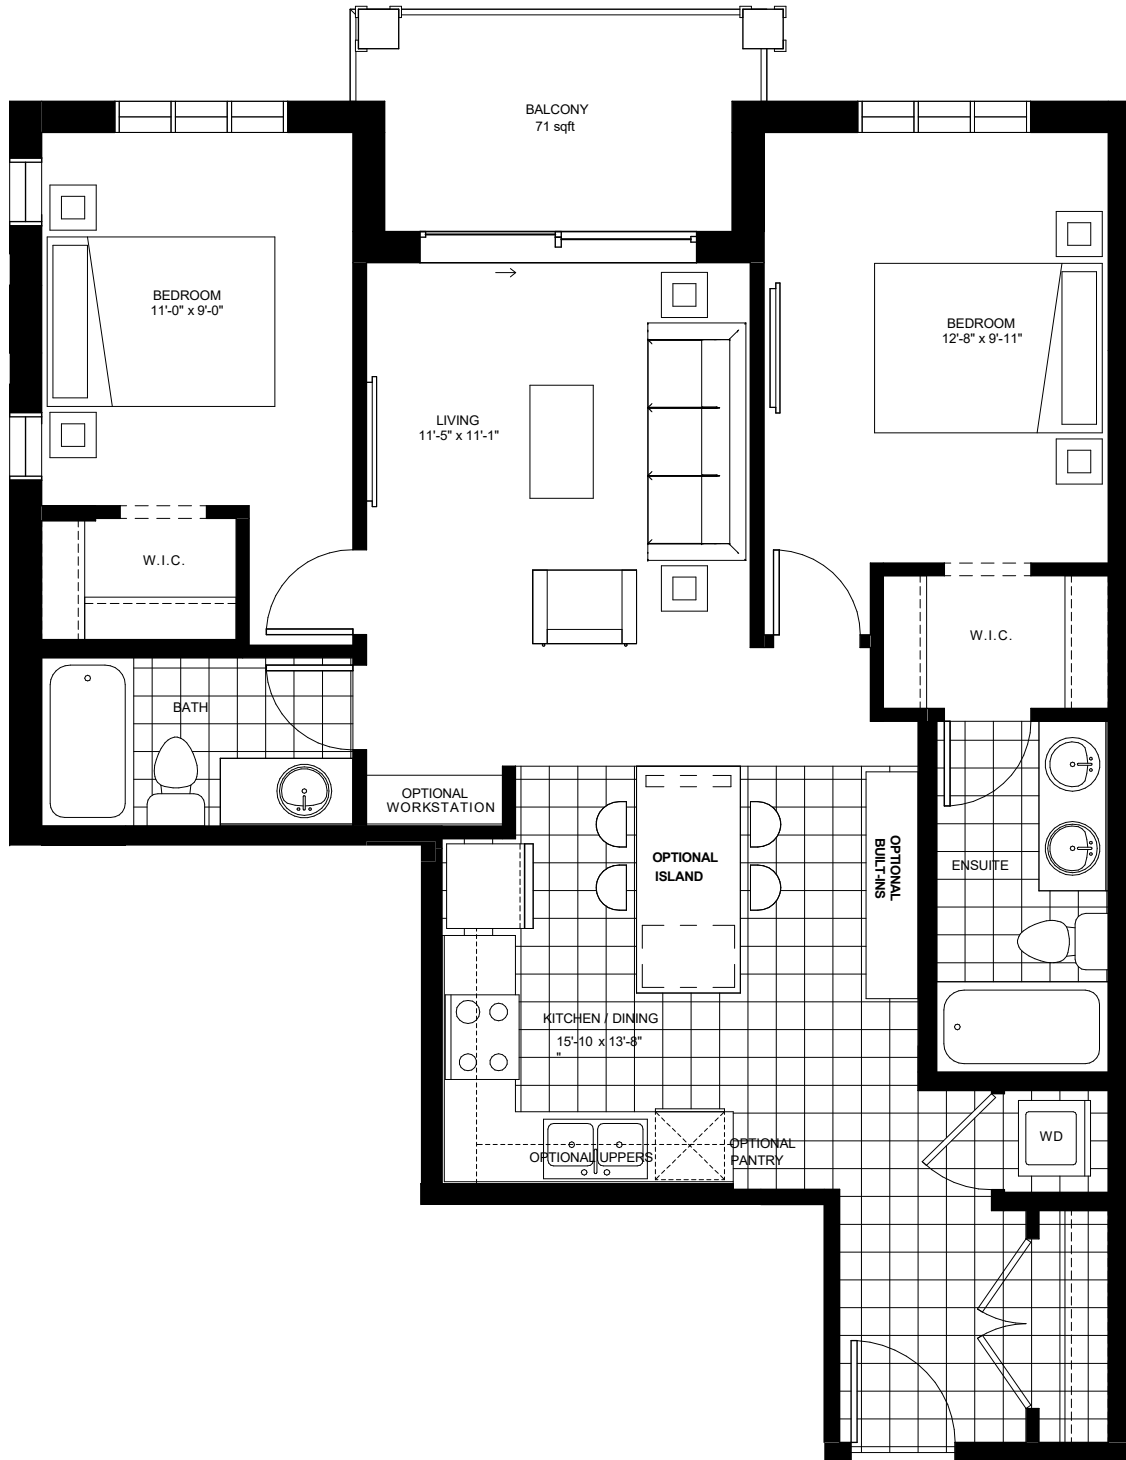 BALCONY
71 sqft
BEDROOM
11'-0" x 9'-0"
BEDROOM
12'-8" x 9'-11"
LIVING
11'-5" x 11'-1"
W.I.C.
W.I.C.
BATH
OPTIONAL
WORKSTATION
OPTIONAL
ISLAND
OPTIONAL
BUILT-INS
ENSUITE
KITCHEN / DINING
15'-10 x 13'-8"
"
OPTIONAL UPPERS
OPTIONAL
PANTRY
WD